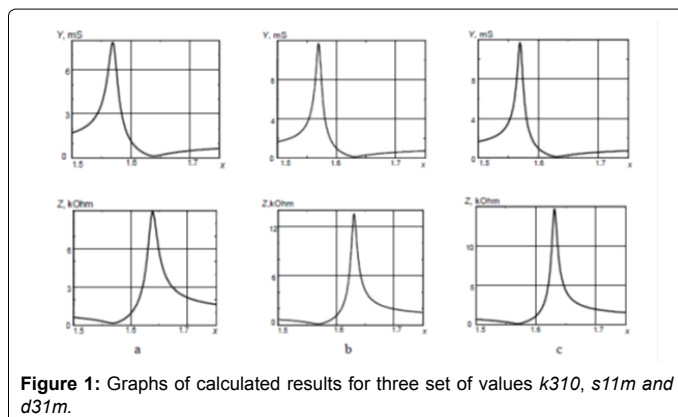 Y, mS
Y, mS
Y, mS
6
3
0
1.5
1.6
1.7
x
8
4
0
1.5
1.6
1.7
x
8
4
0
1.5
1.6
1.7
x
Z, kOhm
Z,kOhm
Z, kOhm
6
3
0
1.5
1.6
1.7
x
12
6
0
1.5
1.6
1.7
x
10
5
0
1.5
1.6
1.7
x
a
b
c
Figure 1: Graphs of calculated results for three set of values k310, s11m and
d31m.